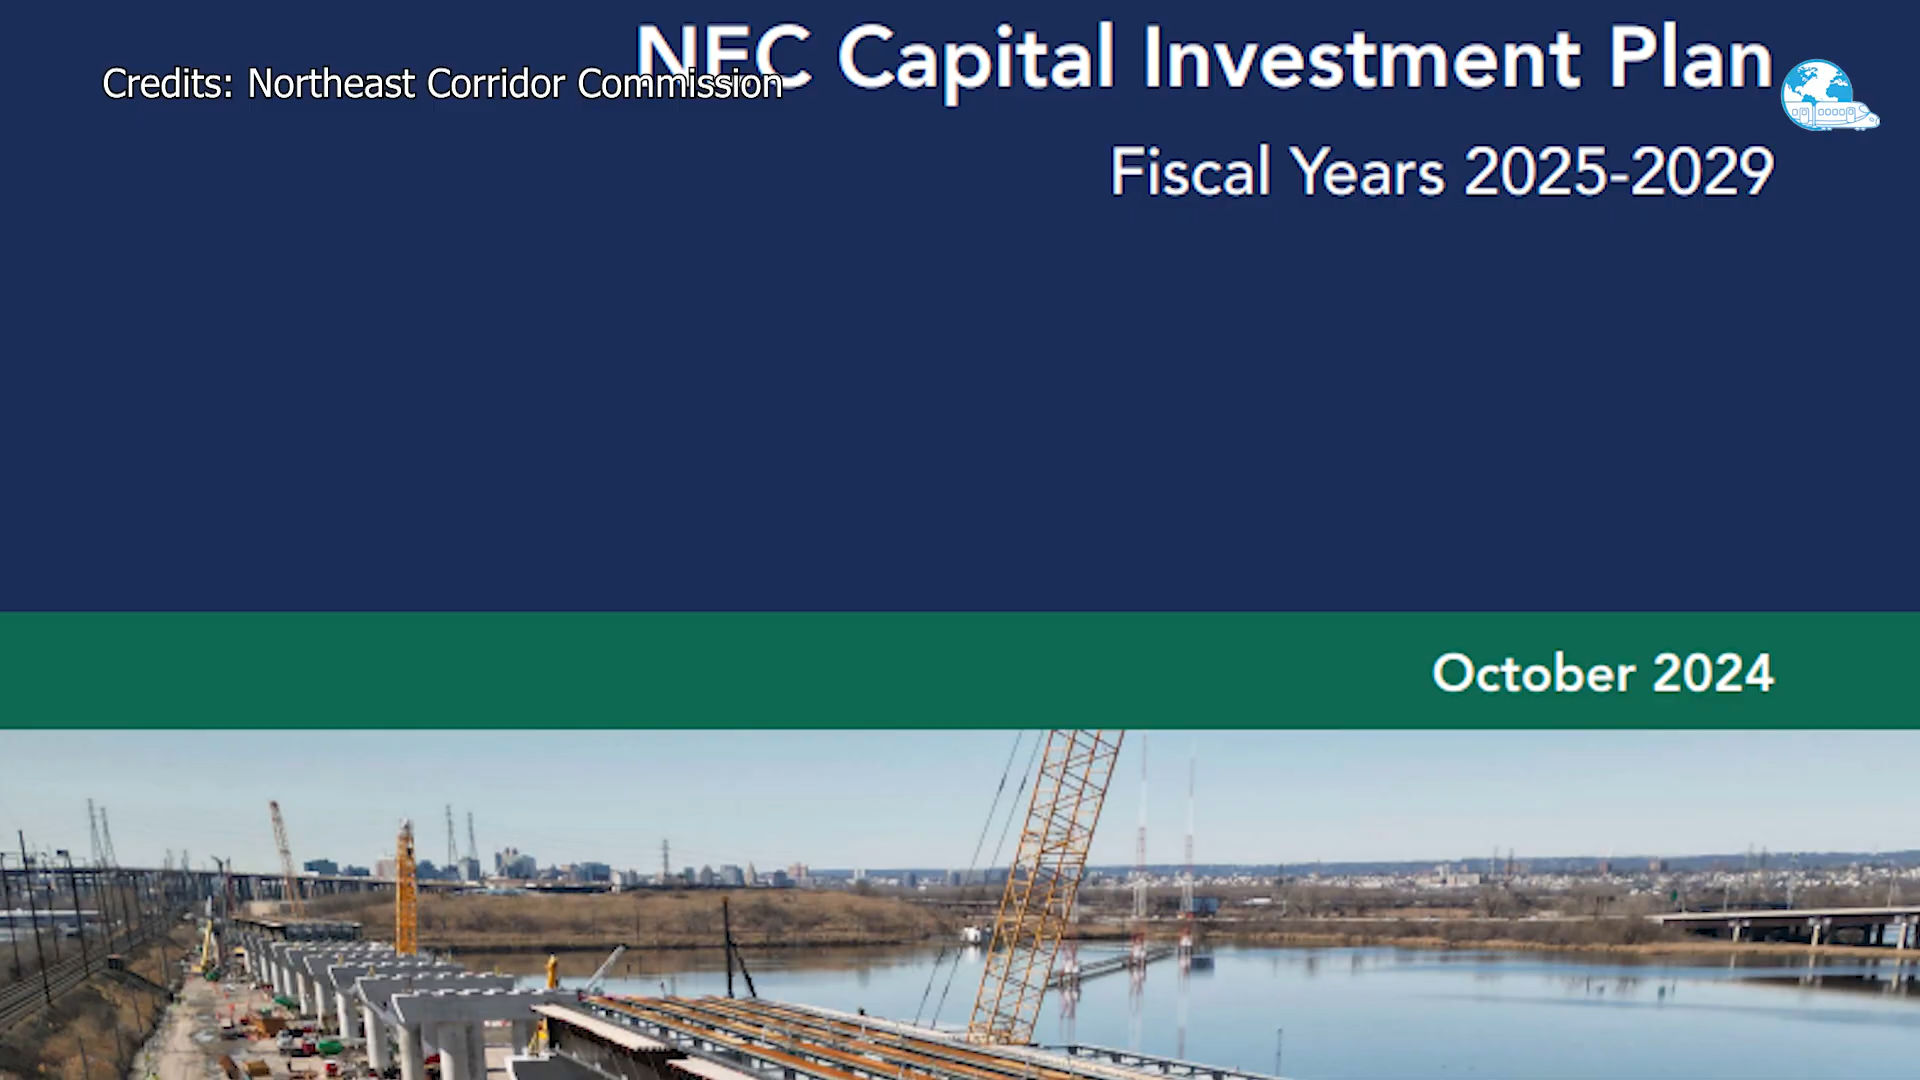 NEC Capital Investment Plan
Credits: Northeast Corridor Commission
Fiscal Years 2025-2029
October 2024